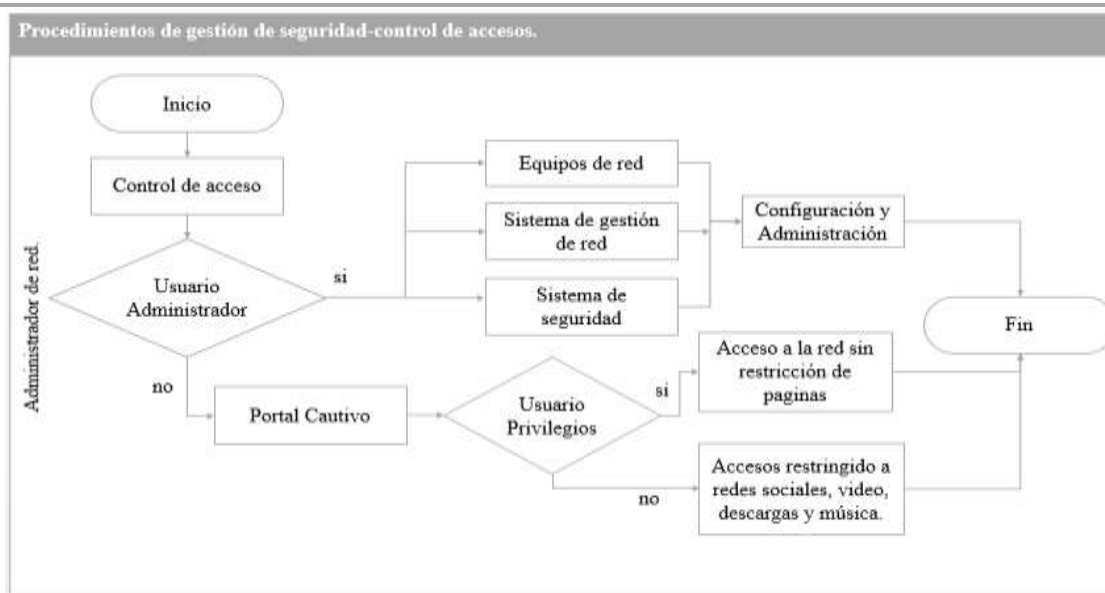 Procedimientos de gestión de seguridad-control de accesos.
Administrador de red.
Inicio
Control de acceso
Usuario
Administrador
si
no
Equipos de red
Sistema de gestión
de red
Sistema de
seguridad
Configuración y
Administración
Portal Cautivo
Usuario
Privilegios
si
no
Acceso a la red sin
restricción de
paginas
Accesos restringido a
redes sociales, video,
descargas y música.
Fin